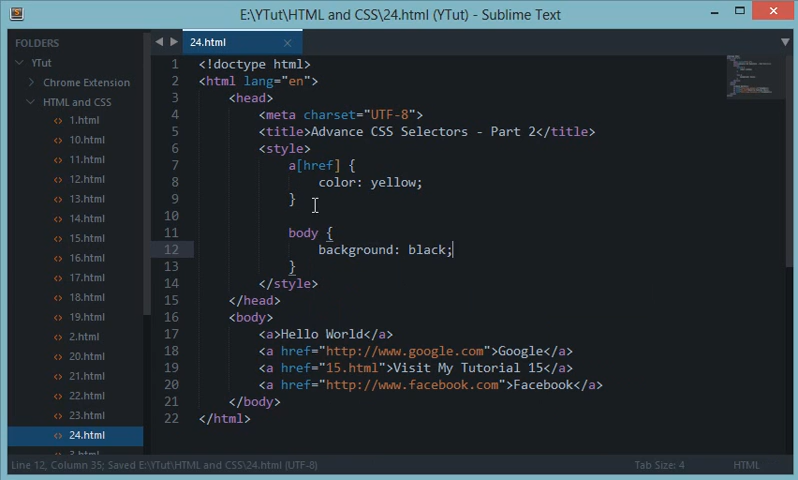 E:\YTut\HTML and CSS\24.html (YTut) - Sublime Text
FOLDERS
YTut
Chrome Extension
HTML and CSS
1.html
10.html
11.html
12.html
13.html
14.html
15.html
16.html
17.html
18.html
19.html
2.html
20.html
21.html
22.html
23.html
24.html
3.html
24.html
1 <!doctype html>
2 <html lang="en">
3 <head>
4 <meta charset="UTF-8">
5 <title>Advance CSS Selectors - Part 2</title>
6 <style>
7 a[href] {
8 color: yellow;
9 }
10
11 body {
12 background: black;
13 }
14 </style>
15 </head>
16 <body>
17 <a>Hello World</a>
18 <a href="http://www.google.com">Google</a>
19 <a href="15.html">Visit My Tutorial 15</a>
20 <a href="http://www.facebook.com">Facebook</a>
21 </body>
22 </html>
Line 12, Column 35; Saved E:\YTut\HTML and CSS\24.html (UTF-8)
Tab Size: 4
HTML